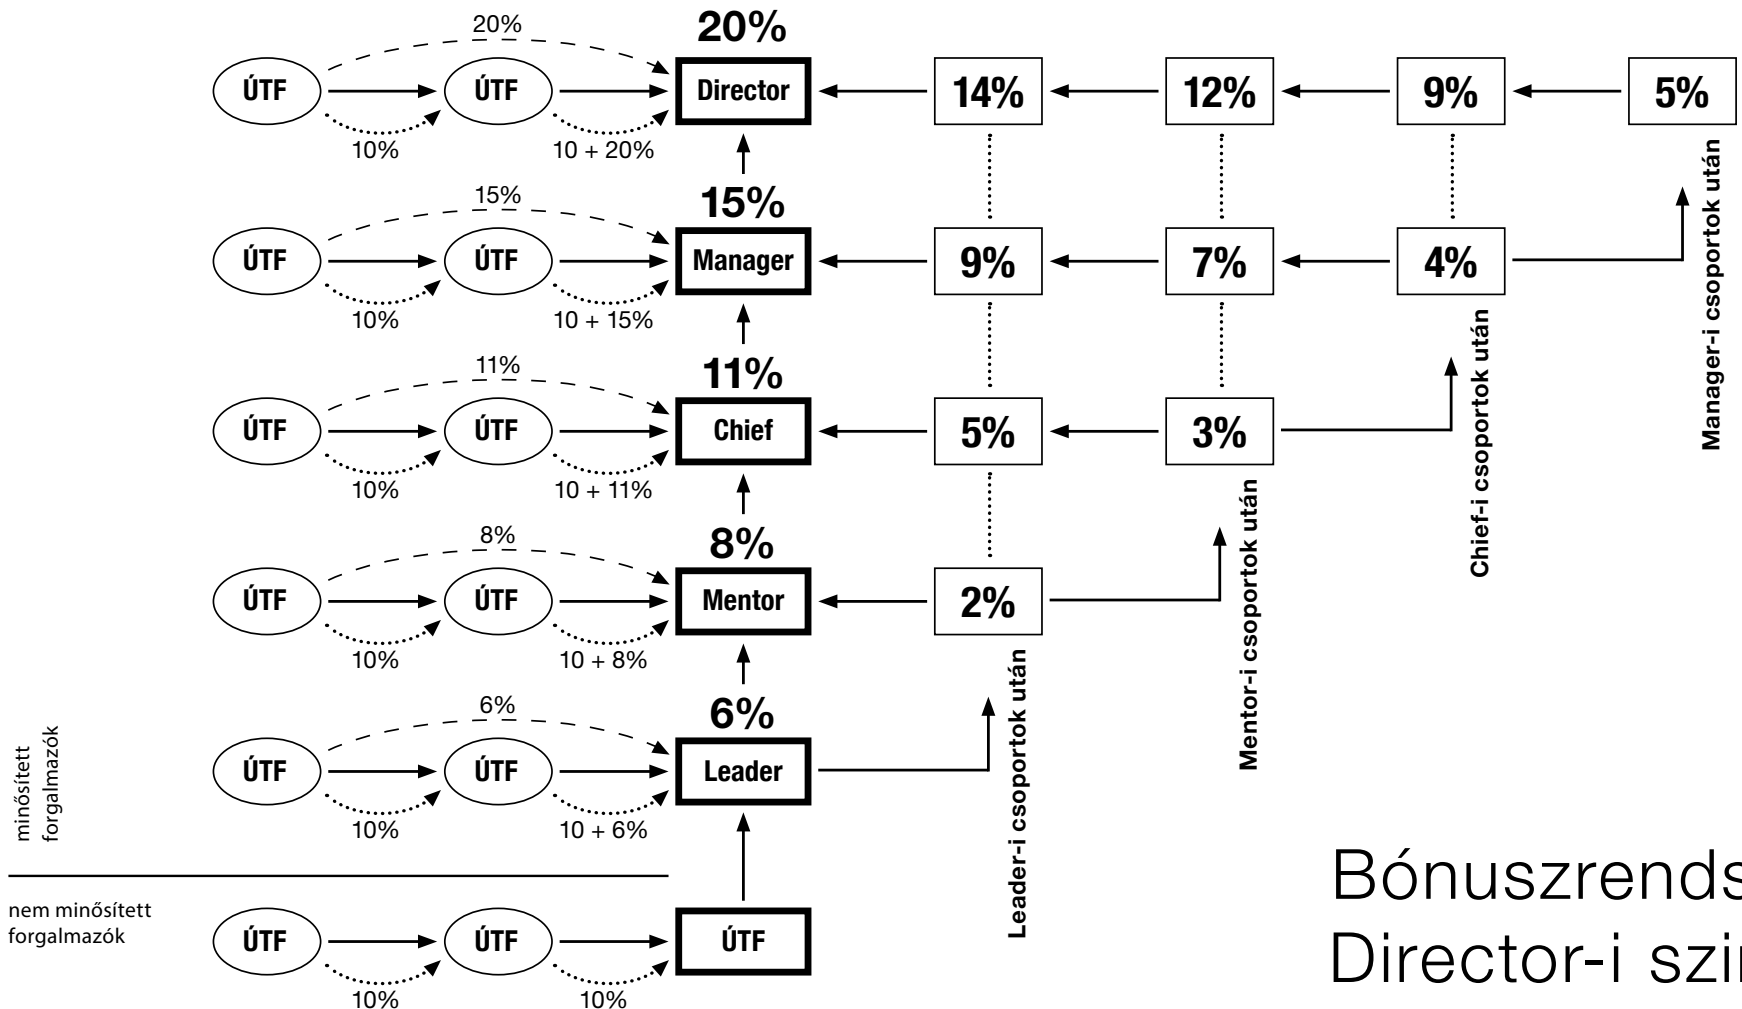 20%
20%
ÚTF
ÚTF
Director
14%
12%
9%
5%
10%
10 + 20%
Manager-i csoportok után
15%
15%
ÚTF
ÚTF
Manager
9%
7%
4%
10%
10 + 15%
Chief-i csoportok után
11%
11%
ÚTF
ÚTF
Chief
5%
3%
10%
10 + 11%
Mentor-i csoportok után
8%
8%
ÚTF
ÚTF
Mentor
2%
10%
10 + 8%
Leader-i csoportok után
6%
6%
minősített
forgalmazók
ÚTF
ÚTF
Leader
10%
10 + 6%
nem minősített
forgalmazók
ÚTF
ÚTF
ÚTF
10%
10%
Bónuszrends
Director-i